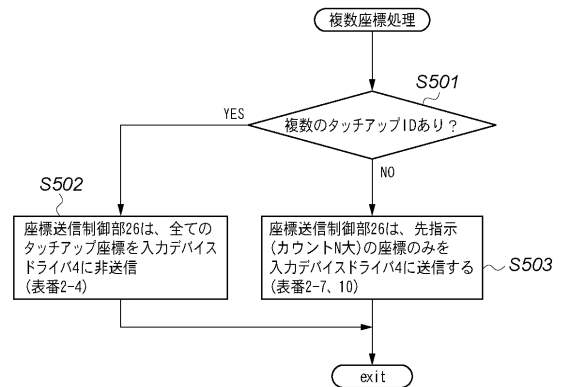 複数座標処理
S501
複数のタッチアップIDあり？
YES
NO
S502
座標送信制御部26は、全ての
タッチアップ座標を入力デバイス
ドライバ4に非送信
(表番2-4)
座標送信制御部26は、先指示
(カウントN大)の座標のみを
入力デバイスドライバ4に送信する
(表番2-7、10)
S503
exit